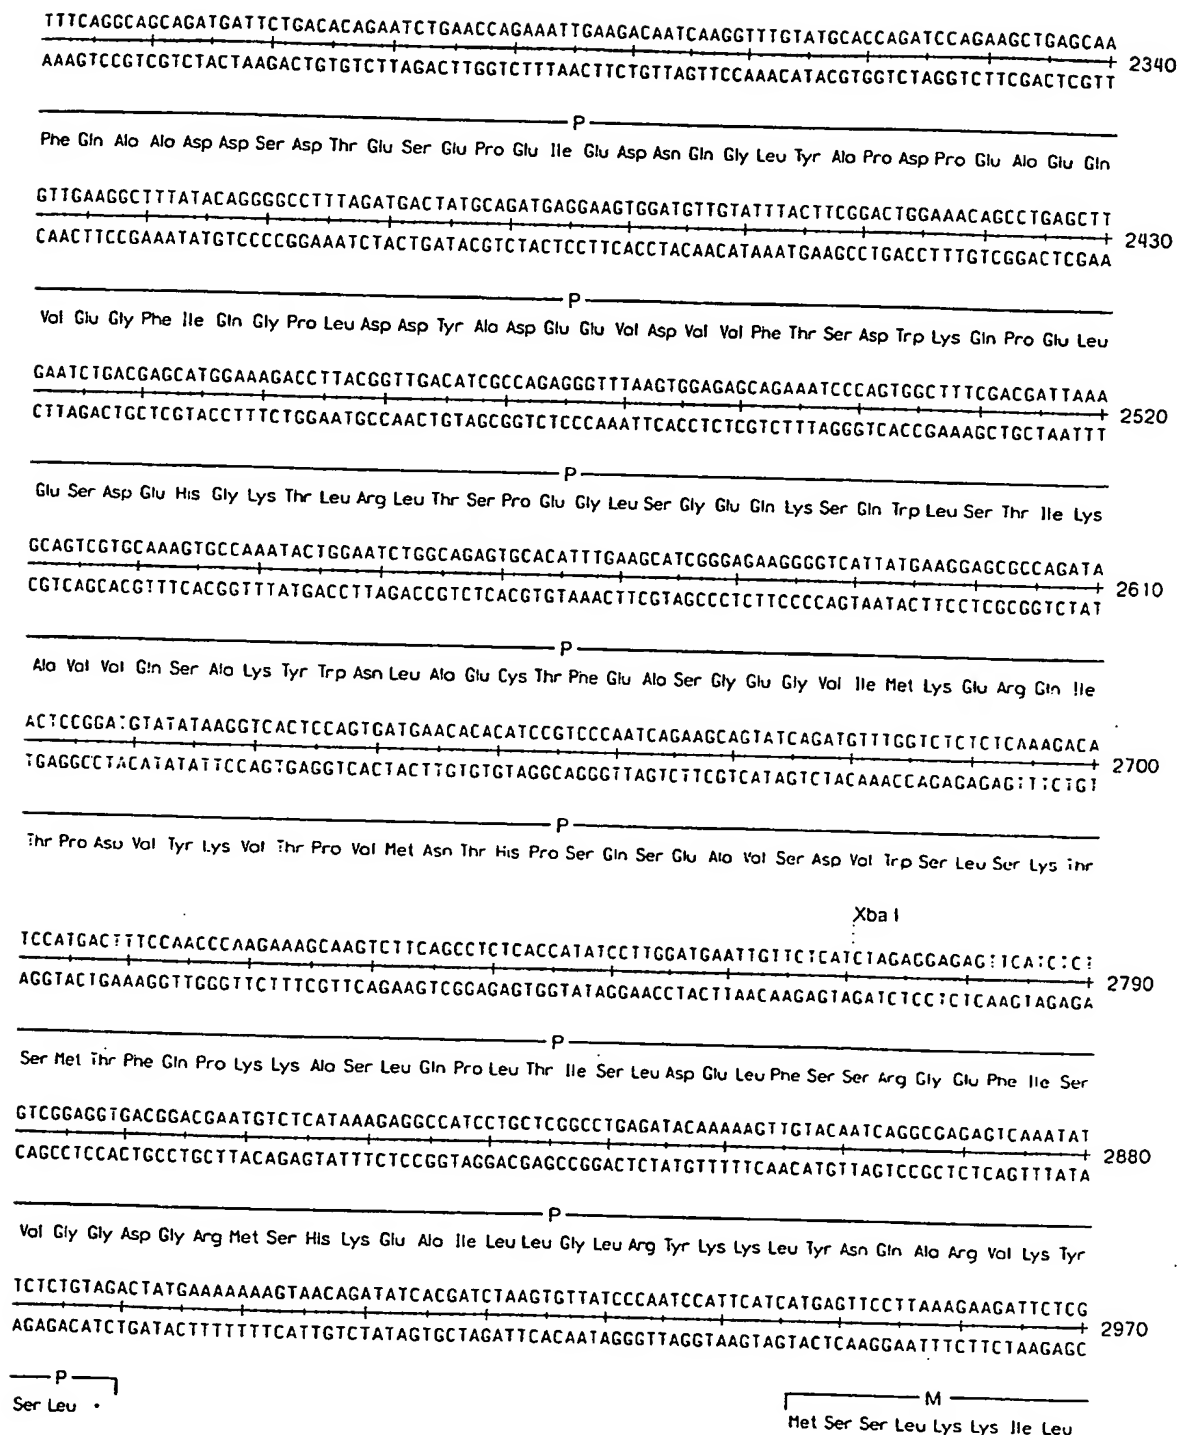 TTTCAGGCAGCAGATGATTCTGACACAGAATCTGAACCAGAAATTGAAGACAATCAAGGTTTGTATGCACCAGATCCAGAAGCTGAGCAA
2340
AAAGTCCGTCGTCTACTAAGACTGTGTCTTAGACTTGGTCTTTAACTTCTGTTAGTTCCAAACATACGTGGTCTAGGTCTTCGACTCGTT
P
Phe Gln Ala Ala Asp Asp Ser Asp Thr Glu Ser Glu Pro Glu Ile Glu Asp Asn Gln Gly Leu Tyr Ala Pro Asp Pro Glu Ala Glu Gln
GTTGAAGGCTTTATACAGGGGCCTTTAGATGACTATGCAGATGAGGAAGTGGATGTTGTATTTACTTCGGACTGGAAACAGCCTGAGCTT
2430
CAACTTCCGAAATATGTCCCCGGAAATCTACTGATACGTCTACTCCTTCACCTACAACATAAATGAAGCCTGACCTTTGTCGGACTCGAA
P
Val Glu Gly Phe Ile Gln Gly Pro Leu Asp Asp Tyr Ala Asp Glu Glu Val Asp Val Val Phe Thr Ser Asp Trp Lys Gln Pro Glu Leu
GAATCTGACGAGCATGGAAAGACCTTACGGTTGACATCGCCAGAGGGTTTAAGTGGAGAGCAGAAATCCCAGTGGCTTTCGACGATTAAA
2520
CTTAGACTGCTCGTACCTTTCTGGAATGCCAACTGTAGCGGTCTCCCAAATTCACCTCTCGTCTTTAGGGTCACCGAAAGCTGCTAATTT
P
Glu Ser Asp Glu His Gly Lys Thr Leu Arg Leu Thr Ser Pro Glu Gly Leu Ser Gly Glu Gln Lys Ser Gln Trp Leu Ser Thr Ile Lys
GCAGTCGTGCAAAGTGCCAAATACTGGAATCTGGCAGAGTGCACATTTGAAGCATCGGGAGAAGGGGTCATTATGAAGGAGCGCCAGATA
2610
CGTCAGCACGTTTCACGGTTTATGACCTTAGACCGTCTCACGTGTAAACTTCGTAGCCCTCTTCCCCAGTAATACTTCCTCGCGGTCTAT
P
Ala Val Val Gln Ser Ala Lys Tyr Trp Asn Leu Ala Glu Cys Thr Phe Glu Ala Ser Gly Glu Gly Val Ile Met Lys Glu Arg Gln Ile
ACTCCGGATGTATATAAGGTCACTCCAGTGATGAACACACATCCGTCCCAATCAGAAGCAGTATCAGATGTTTGGTCTCTCTCAAAGACA
2700
TGAGGCCTACATATATTCCAGTGAGGTCACTACTTGTGTGTAGGCAGGGTTAGTCTTCGTCATAGTCTACAAACCAGAGAGAGTTTCTGT
P
Thr Pro Asp Val Tyr Lys Val Thr Pro Val Met Asn Thr His Pro Ser Gln Ser Glu Ala Val Ser Asp Val Trp Ser Leu Ser Lys Thr
Xba I
TCCATGACTTTCCAACCCAAGAAAGCAAGTCTTCAGCCTCTCACCATATCCTTGGATGAATTGTTCTCATCTAGAGGAGAGTTCATCTCT
2790
AGGTACTGAAAGGTTGGGTTCTTTCGTTCAGAAGTCGGAGAGTGGTATAGGAACCTACTTAACAAGAGTAGATCTCCTCTCAAGTAGAGA
P
Ser Met Thr Phe Gln Pro Lys Lys Ala Ser Leu Gln Pro Leu Thr Ile Ser Leu Asp Glu Leu Phe Ser Ser Arg Gly Glu Phe Ile Ser
GTCGGAGGTGACGGACGAATGTCTCATAAAGAGGCCATCCTGCTCGGCCTGAGATACAAAAAGTTGTACAATCAGGCGAGAGTCAAATAT
2880
CAGCCTCCACTGCCTGCTTACAGAGTATTTCTCCGGTAGGACGAGCCGGACTCTATGTTTTTCAACATGTTAGTCCGCTCTCAGTTTATA
P
Val Gly Gly Asp Gly Arg Met Ser His Lys Glu Ala Ile Leu Leu Gly Leu Arg Tyr Lys Lys Leu Tyr Asn Gln Ala Arg Val Lys Tyr
TCTCTGTAGACTATGAAAAAAAGTAACAGATATCACGATCTAAGTGTTATCCCAATCCATTCATCATGAGTTCCTTAAAGAAGATTCTCG
2970
AGAGACATCTGATACTTTTTTTCATTGTCTATAGTGCTAGATTCACAATAGGGTTAGGTAAGTAGTACTCAAGGAATTTCTTCTAAGAGC
P M
Ser Leu • Met Ser Ser Leu Lys Lys Ile Leu